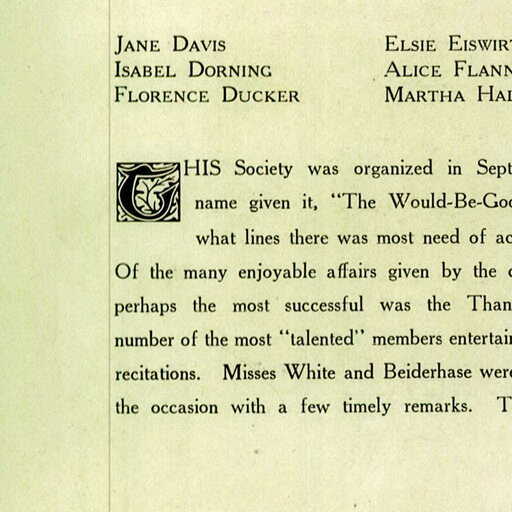 JANE DAVIS ELSIE EISWIRT
ISABEL DORNING ALICE FLANN
FLORENCE DUCKER MARTHA HAL
THIS Society was organized in Sept
name given it, "The Would-Be-Goo
what lines there was most need of ac
Of the many enjoyable affairs given by the c
perhaps the most successful was the Than
number of the most "talented" members entertain
recitations. Misses White and Beiderhase were
the occasion with a few timely remarks. T